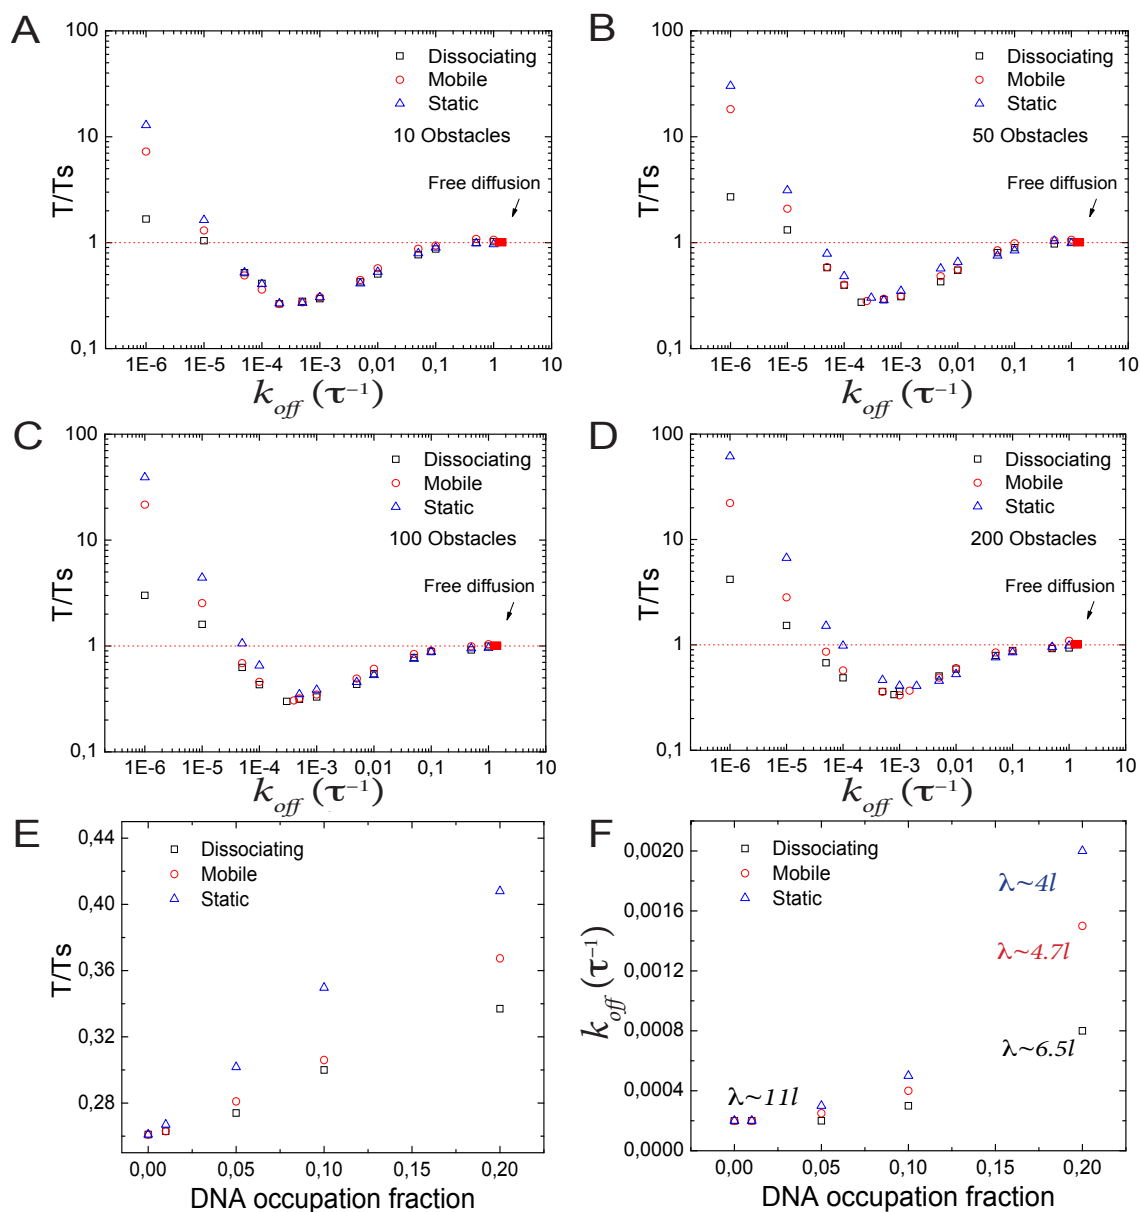 A
100
10
1
0,1
T/Ts
Dissociating
Mobile
Static
10 Obstacles
Free diffusion
1E-6 1E-5 1E-4 1E-3 0,01 0,1 1 10
k_off (τ⁻¹)
B
100
10
1
0,1
T/Ts
Dissociating
Mobile
Static
50 Obstacles
Free diffusion
1E-6 1E-5 1E-4 1E-3 0,01 0,1 1 10
k_off (τ⁻¹)
C
100
10
1
0,1
T/Ts
Dissociating
Mobile
Static
100 Obstacles
Free diffusion
1E-6 1E-5 1E-4 1E-3 0,01 0,1 1 10
k_off (τ⁻¹)
D
100
10
1
0,1
T/Ts
Dissociating
Mobile
Static
200 Obstacles
Free diffusion
1E-6 1E-5 1E-4 1E-3 0,01 0,1 1 10
k_off (τ⁻¹)
E
0,44
0,40
0,36
0,32
0,28
T/Ts
Dissociating
Mobile
Static
0,00 0,05 0,10 0,15 0,20
DNA occupation fraction
F
0,0020
0,0016
0,0012
0,0008
0,0004
0,0000
k_off (τ⁻¹)
Dissociating
Mobile
Static
λ~4l
λ~4.7l
λ~6.5l
λ~11l
0,00 0,05 0,10 0,15 0,20
DNA occupation fraction